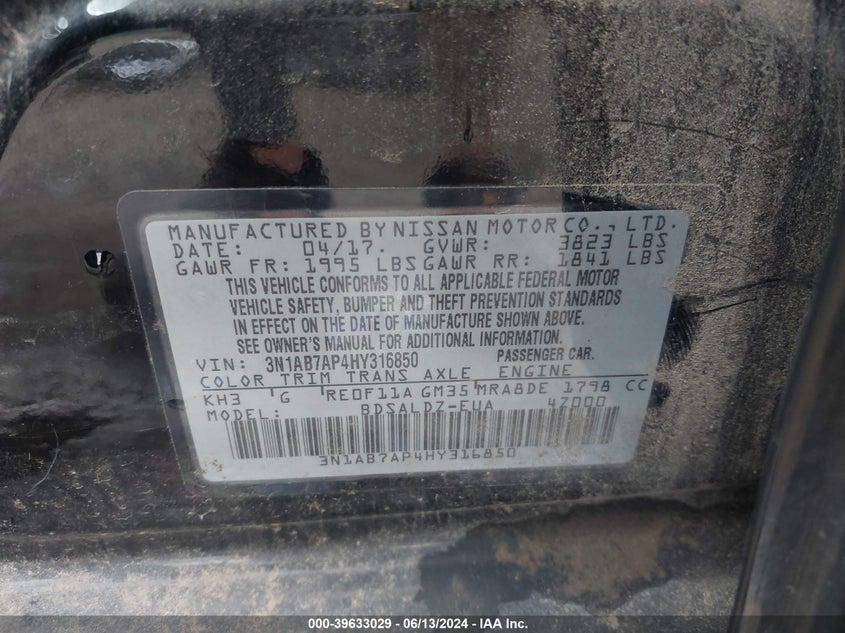 MANUFACTURED BY NISSAN MOTOR CO., LTD.
DATE: 04/17. GVWR: 3823 LBS
GAWR FR: 1995 LBS GAWR RR: 1841 LBS
THIS VEHICLE CONFORMS TO ALL APPLICABLE FEDERAL MOTOR
VEHICLE SAFETY, BUMPER AND THEFT PREVENTION STANDARDS
IN EFFECT ON THE DATE OF MANUFACTURE SHOWN ABOVE.
SEE OWNER'S MANUAL FOR ADDITIONAL INFORMATION.
VIN: 3N1AB7AP4HY316850 PASSENGER CAR.
COLOR TRIM TRANS AXLE ENGINE
KH3 G RE0F11A GM35 MRA8DE 1798 CC
MODEL: BDSALDZ-EUA 4Z000
3N1AB7AP4HY316850
000-39633029 - 06/13/2024 - IAA Inc.